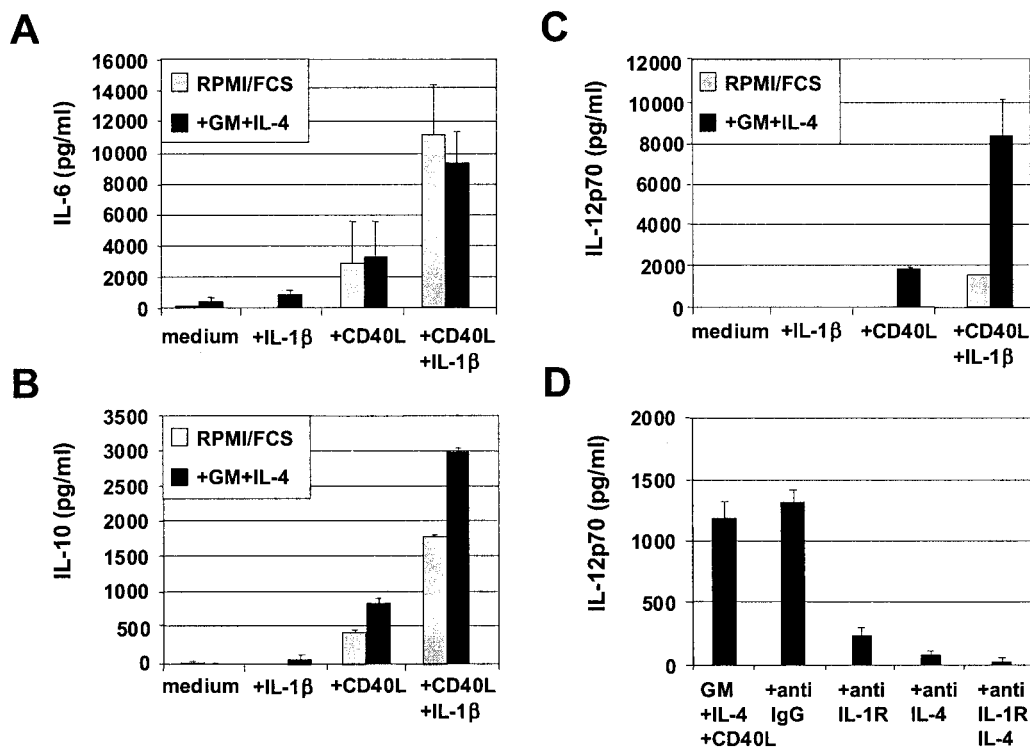 A
IL-6 (pg/ml)
16000
14000
12000
10000
8000
6000
4000
2000
0
RPMI/FCS
+GM+IL-4
medium +IL-1β +CD40L +CD40L
+IL-1β
B
IL-10 (pg/ml)
3500
3000
2500
2000
1500
1000
500
0
RPMI/FCS
+GM+IL-4
medium +IL-1β +CD40L +CD40L
+IL-1β
C
IL-12p70 (pg/ml)
12000
10000
8000
6000
4000
2000
0
RPMI/FCS
+GM+IL-4
medium +IL-1β +CD40L +CD40L
+IL-1β
D
IL-12p70 (pg/ml)
2000
1500
1000
500
0
GM +anti +anti +anti +anti
+IL-4 IgG IL-1R IL-4 IL-1R
+CD40L IL-4